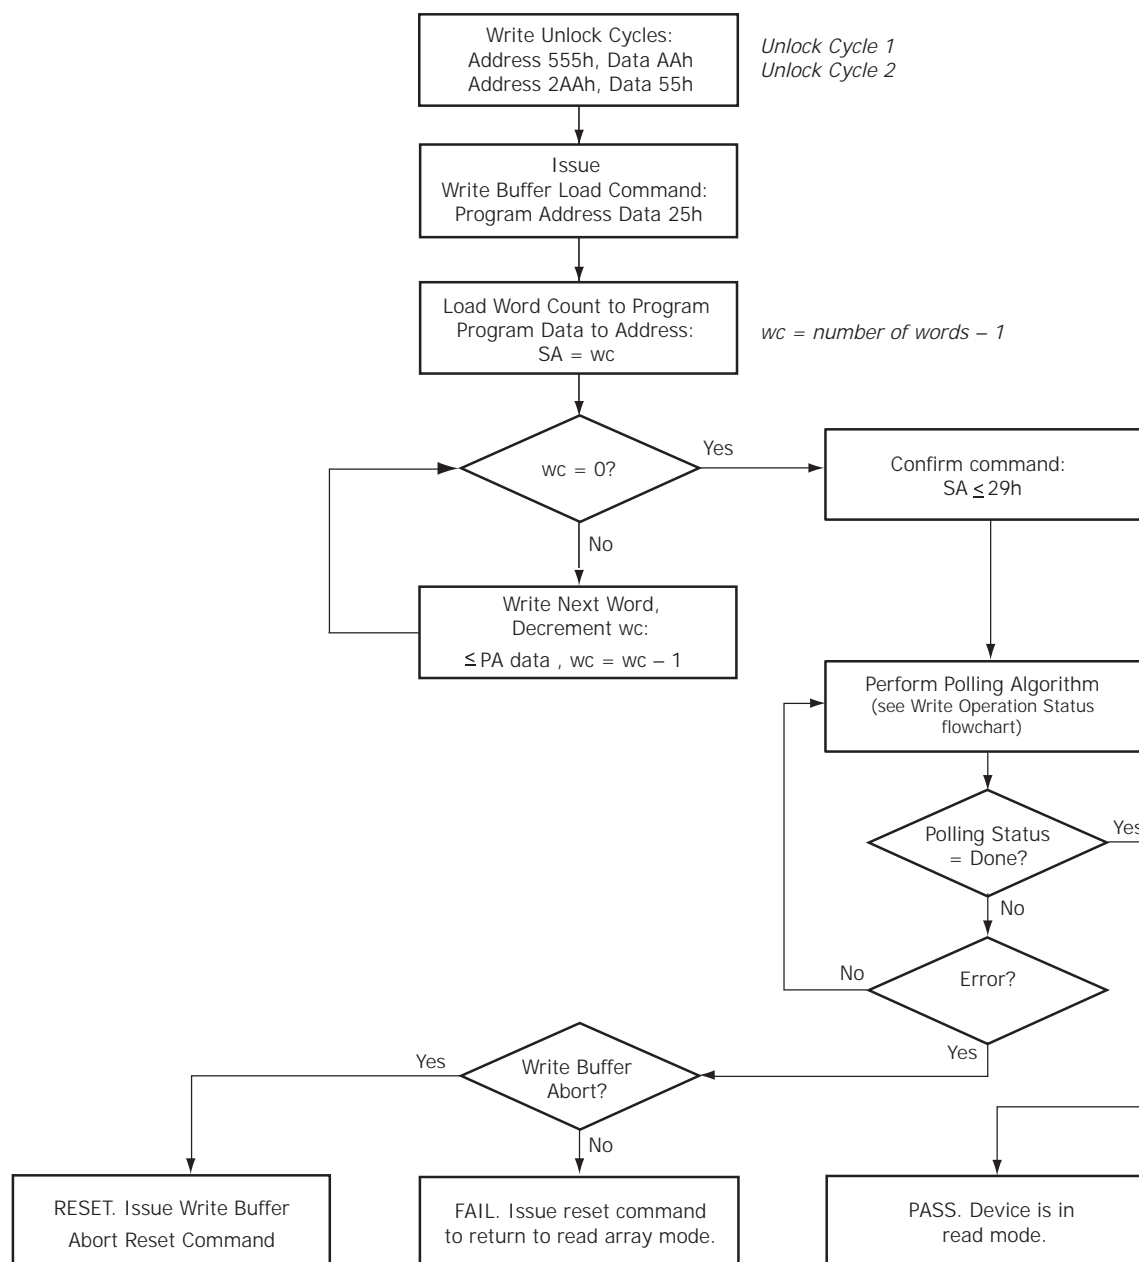 Write Unlock Cycles:
Address 555h, Data AAh
Address 2AAh, Data 55h
Unlock Cycle 1
Unlock Cycle 2
Issue
Write Buffer Load Command:
Program Address Data 25h
Load Word Count to Program
Program Data to Address:
SA = wc
wc = number of words – 1
wc = 0?
Yes
Confirm command:
SA ≤ 29h
No
Write Next Word,
Decrement wc:
≤ PA data , wc = wc – 1
Perform Polling Algorithm
(see Write Operation Status
flowchart)
Polling Status
= Done?
Yes
No
Error?
No
Yes
Write Buffer
Abort?
Yes
No
RESET. Issue Write Buffer
Abort Reset Command
FAIL. Issue reset command
to return to read array mode.
PASS. Device is in
read mode.